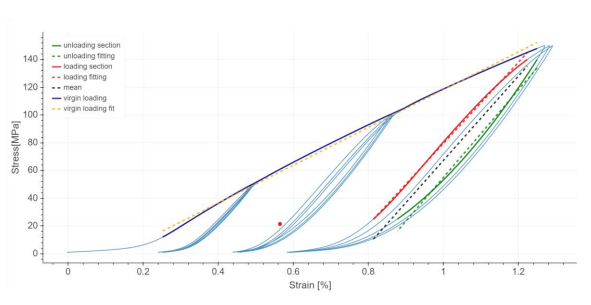 140
120
100
80
60
40
20
0
Stress[MPa]
unloading section
unloading fitting
loading section
loading fitting
mean
virgin loading
virgin loading fit
0
0.2
0.4
0.6
0.8
1
1.2
Strain [%]